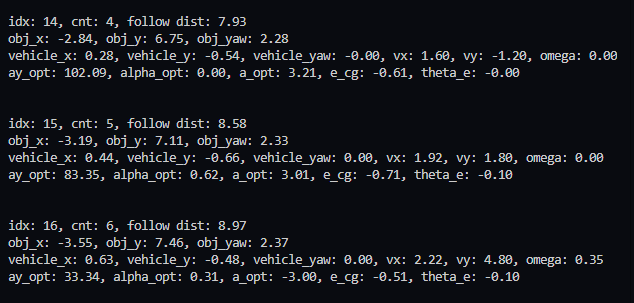 idx: 14, cnt: 4, follow dist: 7.93
obj_x: -2.84, obj_y: 6.75, obj_yaw: 2.28
vehicle_x: 0.28, vehicle_y: -0.54, vehicle_yaw: -0.00, vx: 1.60, vy: -1.20, omega: 0.00
ay_opt: 102.09, alpha_opt: 0.00, a_opt: 3.21, e_cg: -0.61, theta_e: -0.00
idx: 15, cnt: 5, follow dist: 8.58
obj_x: -3.19, obj_y: 7.11, obj_yaw: 2.33
vehicle_x: 0.44, vehicle_y: -0.66, vehicle_yaw: 0.00, vx: 1.92, vy: 1.80, omega: 0.00
ay_opt: 83.35, alpha_opt: 0.62, a_opt: 3.01, e_cg: -0.71, theta_e: -0.10
idx: 16, cnt: 6, follow dist: 8.97
obj_x: -3.55, obj_y: 7.46, obj_yaw: 2.37
vehicle_x: 0.63, vehicle_y: -0.48, vehicle_yaw: 0.00, vx: 2.22, vy: 4.80, omega: 0.35
ay_opt: 33.34, alpha_opt: 0.31, a_opt: -3.00, e_cg: -0.51, theta_e: -0.10